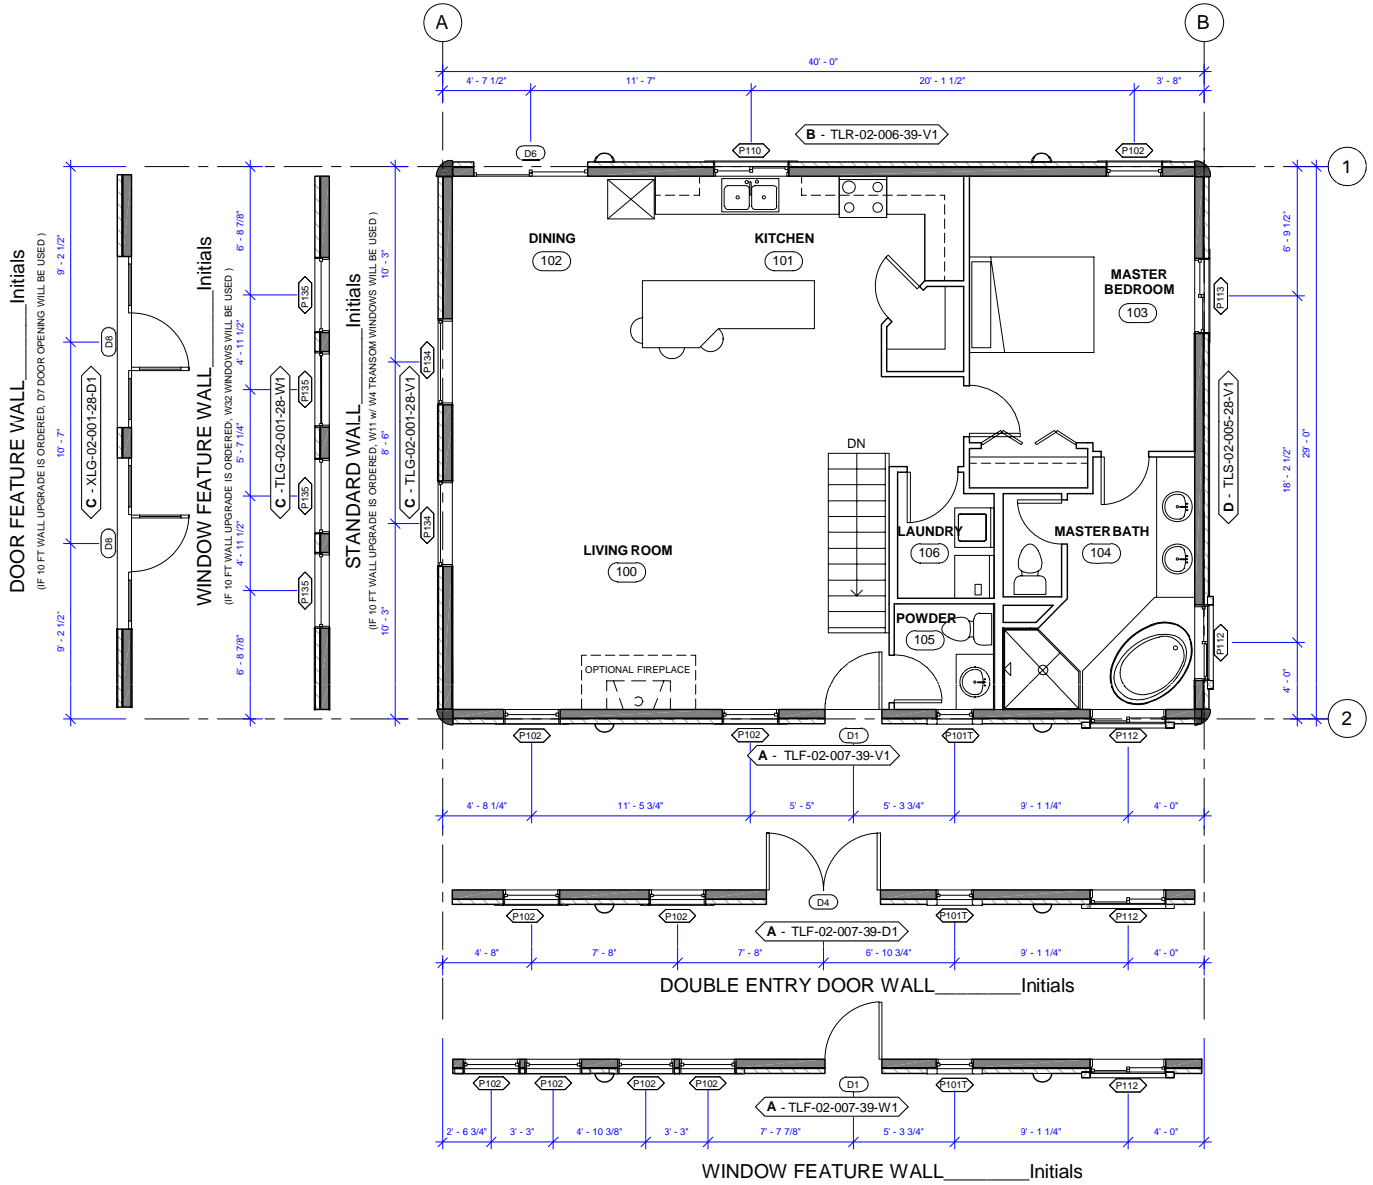 A
B
40' - 0"
4' - 7 1/2"
11' - 7"
20' - 1 1/2"
3' - 8"
B - TLR-02-006-39-V1
D6
P110
P102
1
DOOR FEATURE WALL______Initials
(IF 10 FT WALL UPGRADE IS ORDERED, D7 DOOR OPENING WILL BE USED )
9' - 2 1/2"
10' - 7"
9' - 2 1/2"
D8
D8
C - XLG-02-001-28-D1
WINDOW FEATURE WALL______Initials
(IF 10 FT WALL UPGRADE IS ORDERED, W32 WINDOWS WILL BE USED )
6' - 8 7/8"
4' - 11 1/2"
5' - 7 1/4"
4' - 11 1/2"
6' - 8 7/8"
P135
P135
P135
P135
C - TLG-02-001-28-W1
STANDARD WALL______Initials
(IF 10 FT WALL UPGRADE IS ORDERED, W11 w/ W4 TRANSOM WINDOWS WILL BE USED )
10' - 3"
8' - 6"
10' - 3"
P134
P134
C - TLG-02-001-28-V1
DINING
102
KITCHEN
101
MASTER
BEDROOM
103
6' - 9 1/2"
18' - 2 1/2"
4' - 0"
29' - 0"
P113
D - TLS-02-005-28-V1
P112
DN
LIVING ROOM
100
LAUNDRY
106
MASTER BATH
104
POWDER
105
OPTIONAL FIREPLACE
2
P102
P102
D1
P101T
P112
A - TLF-02-007-39-V1
4' - 8 1/4"
11' - 5 3/4"
5' - 5"
5' - 3 3/4"
9' - 1 1/4"
4' - 0"
P102
P102
D4
P101T
P112
A - TLF-02-007-39-D1
4' - 8"
7' - 8"
7' - 8"
6' - 10 3/4"
9' - 1 1/4"
4' - 0"
DOUBLE ENTRY DOOR WALL________Initials
P102
P102
P102
P102
D1
P101T
P112
A - TLF-02-007-39-W1
2' - 6 3/4"
3' - 3"
4' - 10 3/8"
3' - 3"
7' - 7 7/8"
5' - 3 3/4"
9' - 1 1/4"
4' - 0"
WINDOW FEATURE WALL________Initials